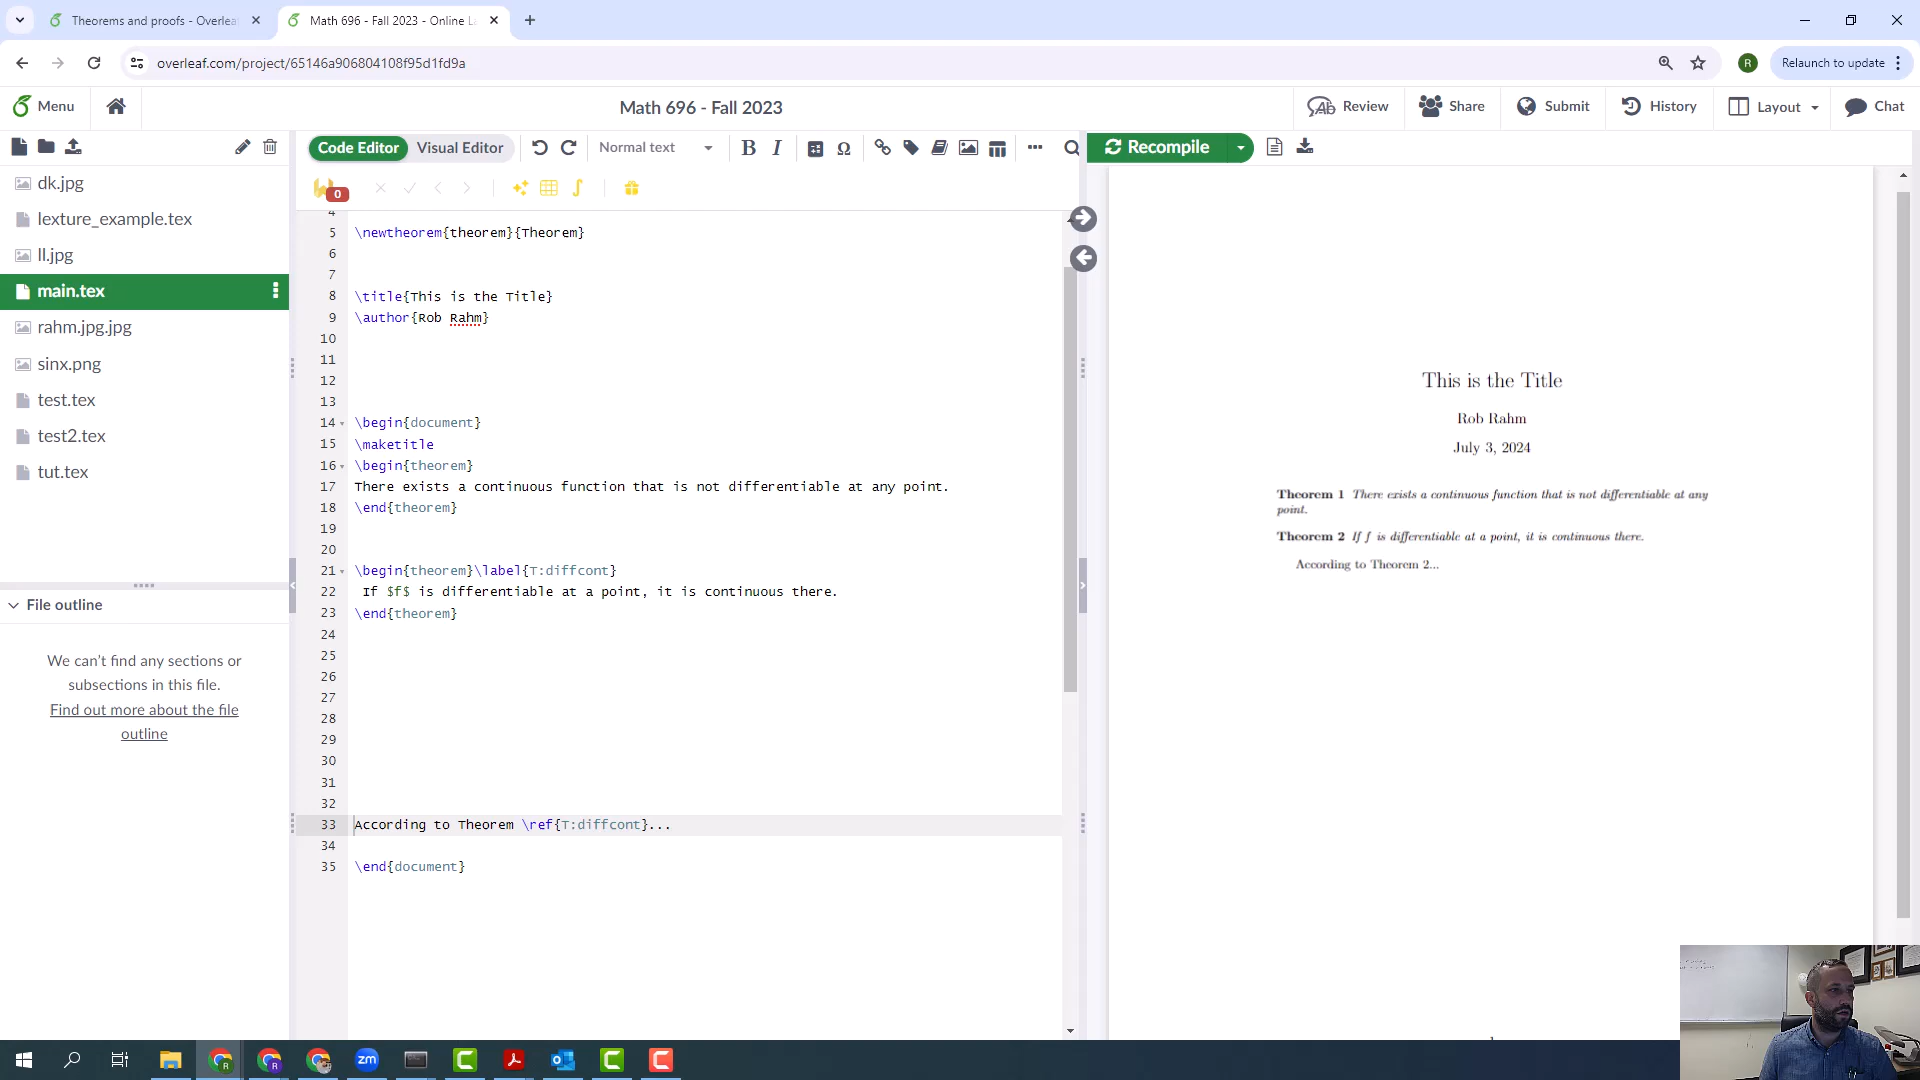 Theorems and proofs - Overlea
Math 696 - Fall 2023 - Online L
overleaf.com/project/65146a906804108f95d1fd9a
R
Relaunch to update
Menu
Math 696 - Fall 2023
Review
Share
Submit
History
Layout
Chat
Code Editor
Visual Editor
Normal text
B
I
Ω
Recompile
0
dk.jpg
lexture_example.tex
ll.jpg
main.tex
rahm.jpg.jpg
sinx.png
test.tex
test2.tex
tut.tex
File outline
We can't find any sections or
subsections in this file.
Find out more about the file
outline
4
5 \newtheorem{theorem}{Theorem}
6
7
8 \title{This is the Title}
9 \author{Rob Rahm}
10
11
12
13
14 \begin{document}
15 \maketitle
16 \begin{theorem}
17 There exists a continuous function that is not differentiable at any point.
18 \end{theorem}
19
20
21 \begin{theorem}\label{T:diffcont}
22 If $f$ is differentiable at a point, it is continuous there.
23 \end{theorem}
24
25
26
27
28
29
30
31
32
33 According to Theorem \ref{T:diffcont}...
34
35 \end{document}
This is the Title
Rob Rahm
July 3, 2024
Theorem 1 There exists a continuous function that is not differentiable at any
point.
Theorem 2 If f is differentiable at a point, it is continuous there.
According to Theorem 2...
zm